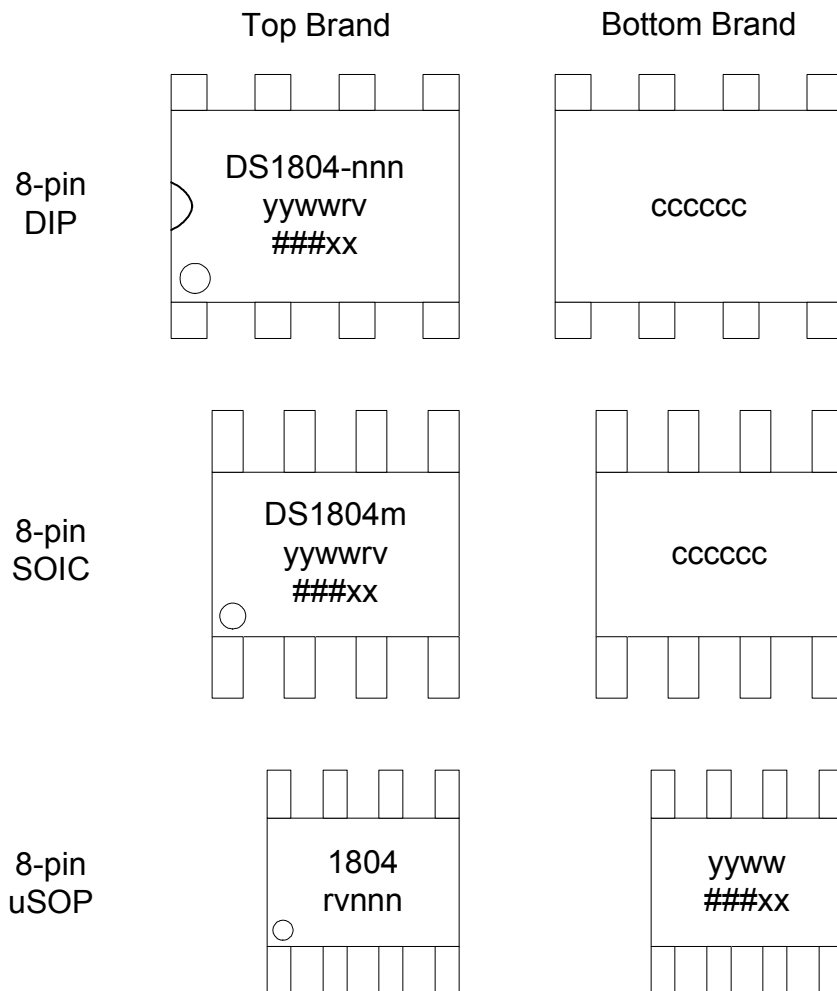 Top Brand
Bottom Brand
8-pin
DIP
DS1804-nnn
yywwrv
###xx
cccccc
8-pin
SOIC
DS1804m
yywwrv
###xx
cccccc
8-pin
uSOP
1804
rvnnn
yyww
###xx